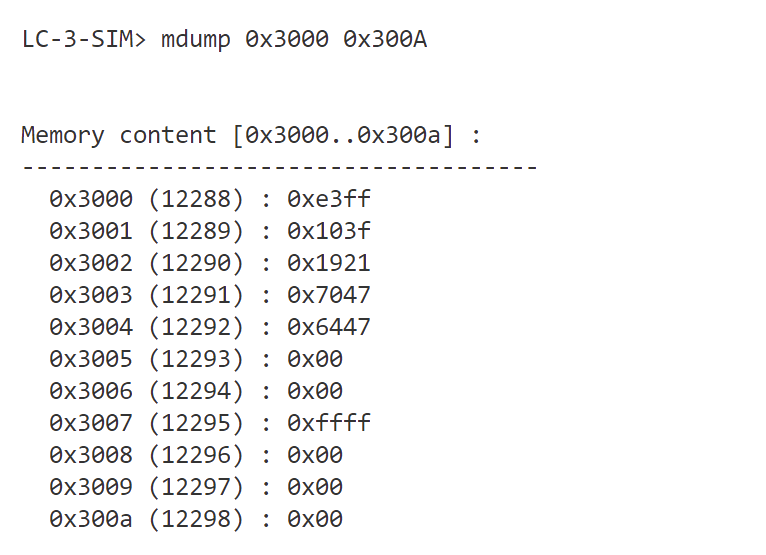 LC-3-SIM> mdump 0x3000 0x300A
Memory content [0x3000..0x300a] :
-------------------------------------
0x3000 (12288) : 0xe3ff
0x3001 (12289) : 0x103f
0x3002 (12290) : 0x1921
0x3003 (12291) : 0x7047
0x3004 (12292) : 0x6447
0x3005 (12293) : 0x00
0x3006 (12294) : 0x00
0x3007 (12295) : 0xffff
0x3008 (12296) : 0x00
0x3009 (12297) : 0x00
0x300a (12298) : 0x00